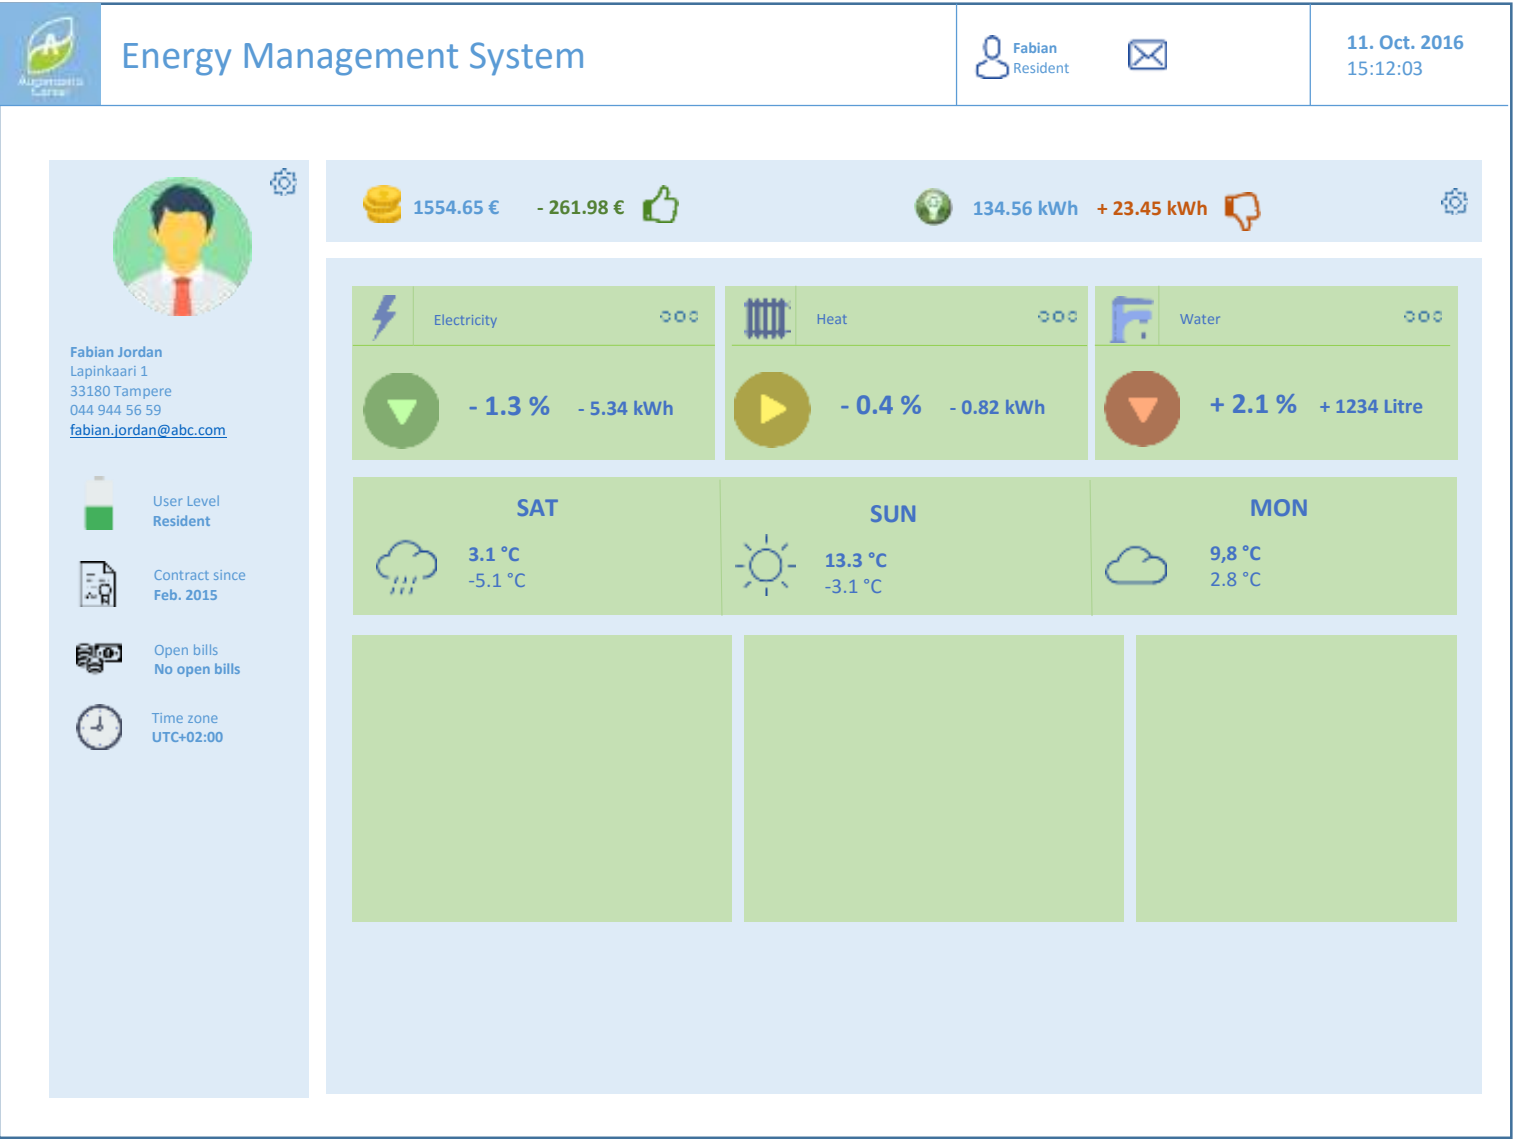 Energy Management System
Fabian
Resident
11. Oct. 2016
15:12:03
1554.65 €
- 261.98 €
134.56 kWh
+ 23.45 kWh
Fabian Jordan
Lapinkaari 1
33180 Tampere
044 944 56 59
fabian.jordan@abc.com
User Level
Resident
Contract since
Feb. 2015
Open bills
No open bills
Time zone
UTC+02:00
Electricity
- 1.3 %
- 5.34 kWh
Heat
- 0.4 %
- 0.82 kWh
Water
+ 2.1 %
+ 1234 Litre
SAT
3.1 °C
-5.1 °C
SUN
13.3 °C
-3.1 °C
MON
9,8 °C
2.8 °C